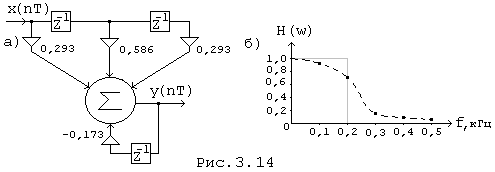 x(nT)
Z⁻¹
Z⁻¹
а)
0,293
0,586
0,293
Σ
y(nT)
-0,173
Z⁻¹
б)
H(w)
1,0
0,8
0,6
0,4
0,2
0
0,1
0,2
0,3
0,4
0,5
f,кГц
Рис.3.14